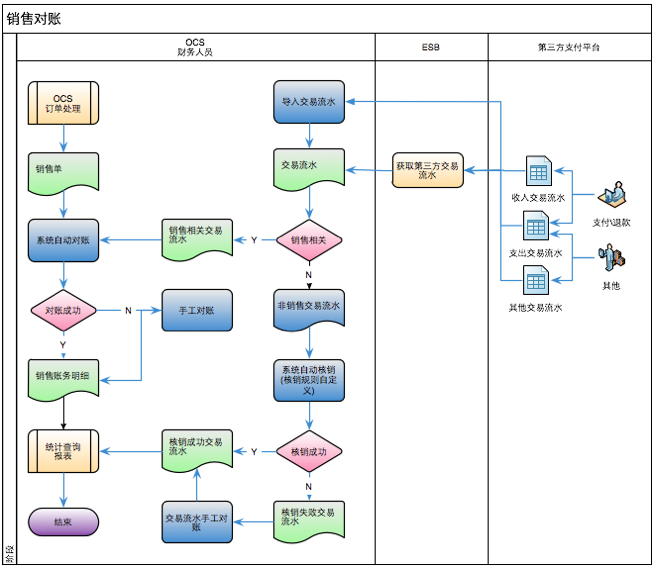 销售对账
OCS
财务人员
ESB
第三方支付平台
OCS
订单处理
导入交易流水
销售单
交易流水
获取第三方交易
流水
收入交易流水
支付\退款
系统自动对账
销售相关交易
流水
Y
销售相关
支出交易流水
N
其他
对账成功
N
手工对账
非销售交易流水
其他交易流水
Y
销售账务明细
系统自动核销
(核销规则自定
义)
统计查询
报表
核销成功交易
流水
Y
核销成功
N
结束
交易流水手工对
账
核销失败交易
流水
阶段